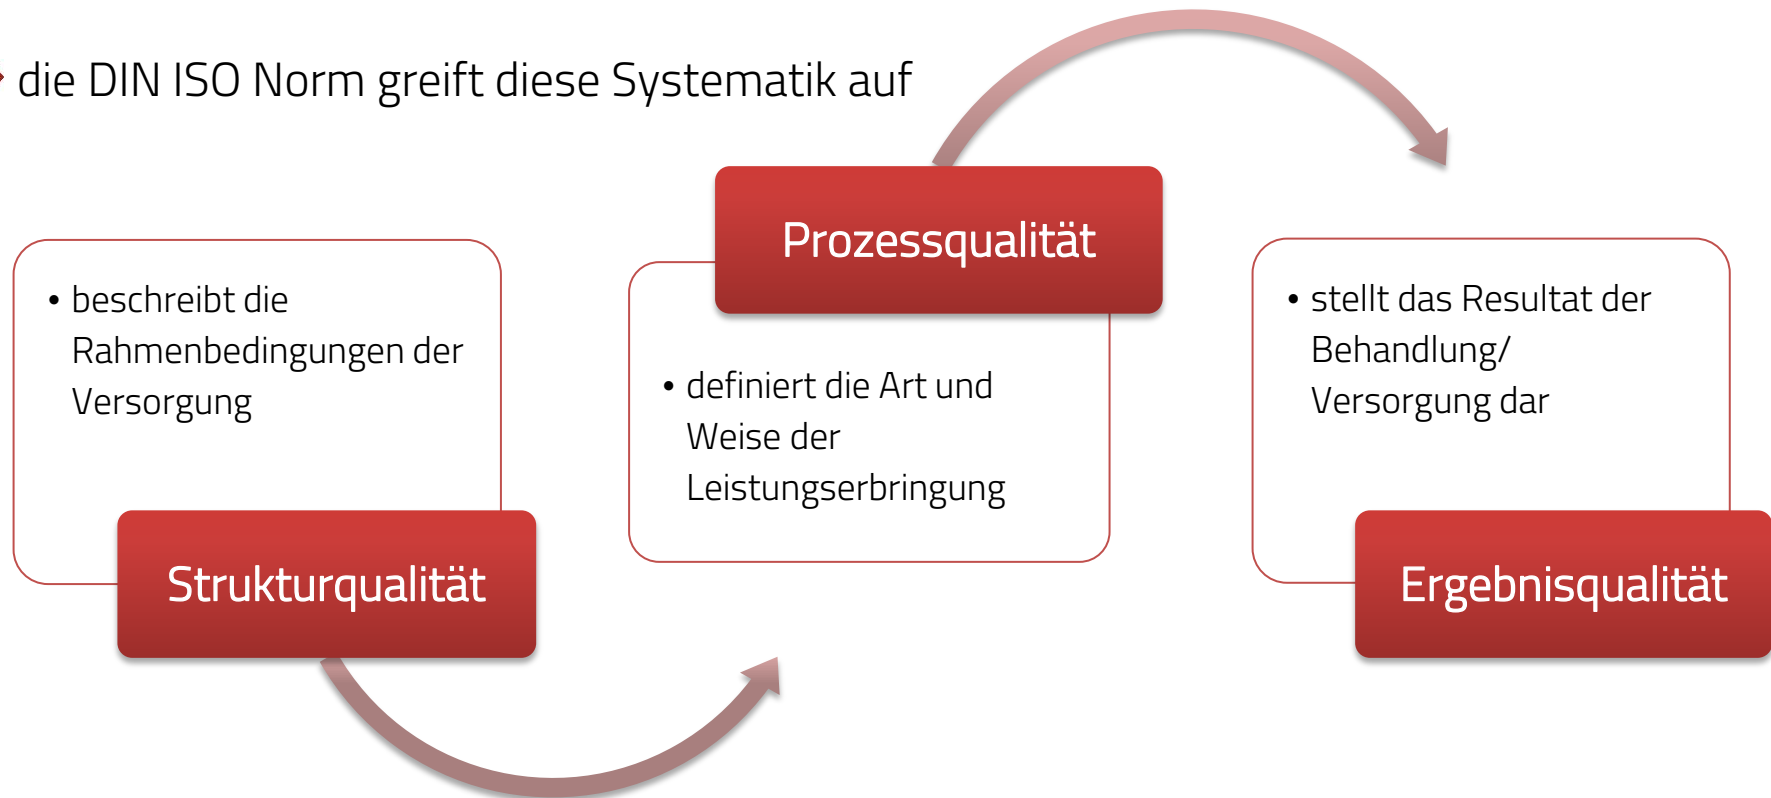 die DIN ISO Norm greift diese Systematik auf
• beschreibt die
Rahmenbedingungen der
Versorgung
Strukturqualität
Prozessqualität
• definiert die Art und
Weise der
Leistungserbringung
• stellt das Resultat der
Behandlung/
Versorgung dar
Ergebnisqualität